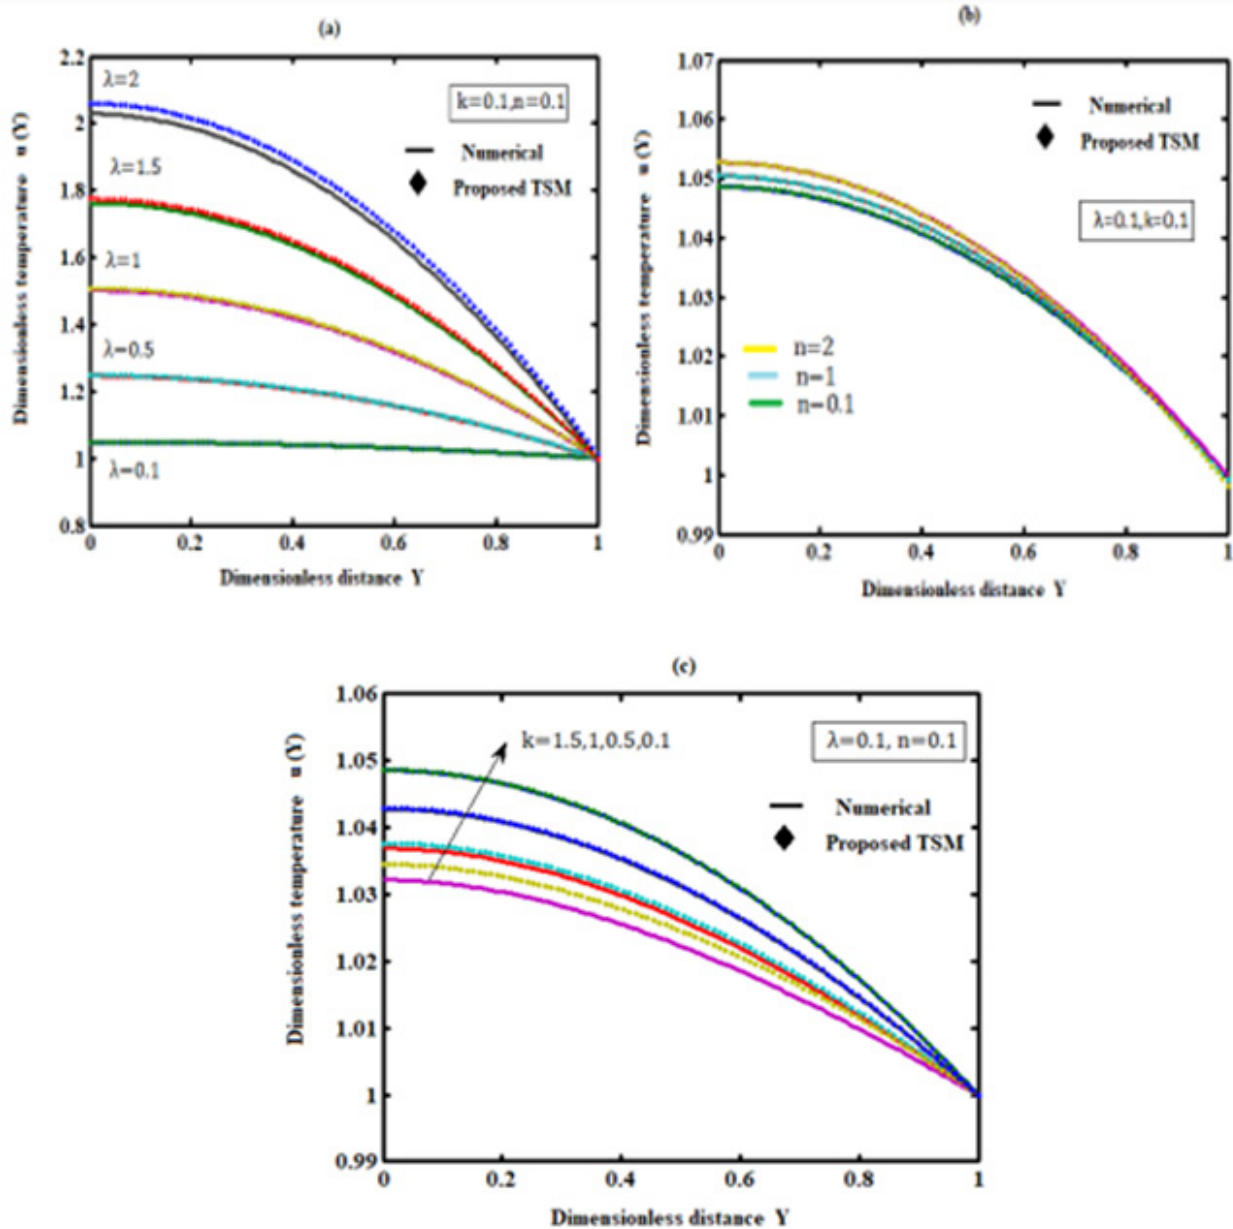 (a)
2.2
2
1.8
1.6
1.4
1.2
1
0.8
λ=2
λ=1.5
λ=1
λ=0.5
λ=0.1
k=0.1,n=0.1
Numerical
Proposed TSM
0 0.2 0.4 0.6 0.8 1
Dimensionless distance Y
Dimensionless temperature u (Y)
(b)
1.07
1.06
1.05
1.04
1.03
1.02
1.01
1
0.99
Numerical
Proposed TSM
λ=0.1,k=0.1
n=2
n=1
n=0.1
0 0.2 0.4 0.6 0.8 1
Dimensionless distance Y
Dimensionless temperature u (Y)
(c)
1.06
1.05
1.04
1.03
1.02
1.01
1
0.99
k=1.5,1,0.5,0.1
λ=0.1, n=0.1
Numerical
Proposed TSM
0 0.2 0.4 0.6 0.8 1
Dimensionless distance Y
Dimensionless temperature u (Y)